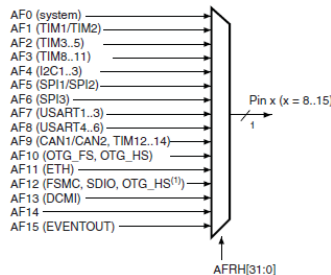 AF0 (system)
AF1 (TIM1/TIM2)
AF2 (TIM3..5)
AF3 (TIM8..11)
AF4 (I2C1..3)
AF5 (SPI1/SPI2)
AF6 (SPI3)
AF7 (USART1..3)
AF8 (USART4..6)
AF9 (CAN1/CAN2, TIM12..14)
AF10 (OTG_FS, OTG_HS)
AF11 (ETH)
AF12 (FSMC, SDIO, OTG_HS(1))
AF13 (DCMI)
AF14
AF15 (EVENTOUT)
Pin x (x = 8..15)
1
AFRH[31:0]